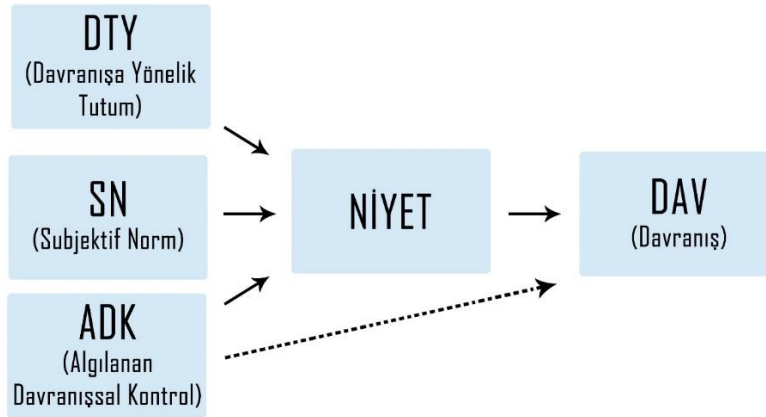 DTY
(Davranışa Yönelik
Tutum)
SN
(Subjektif Norm)
ADK
(Algılanan
Davranışsal Kontrol)
NİYET
DAV
(Davranış)